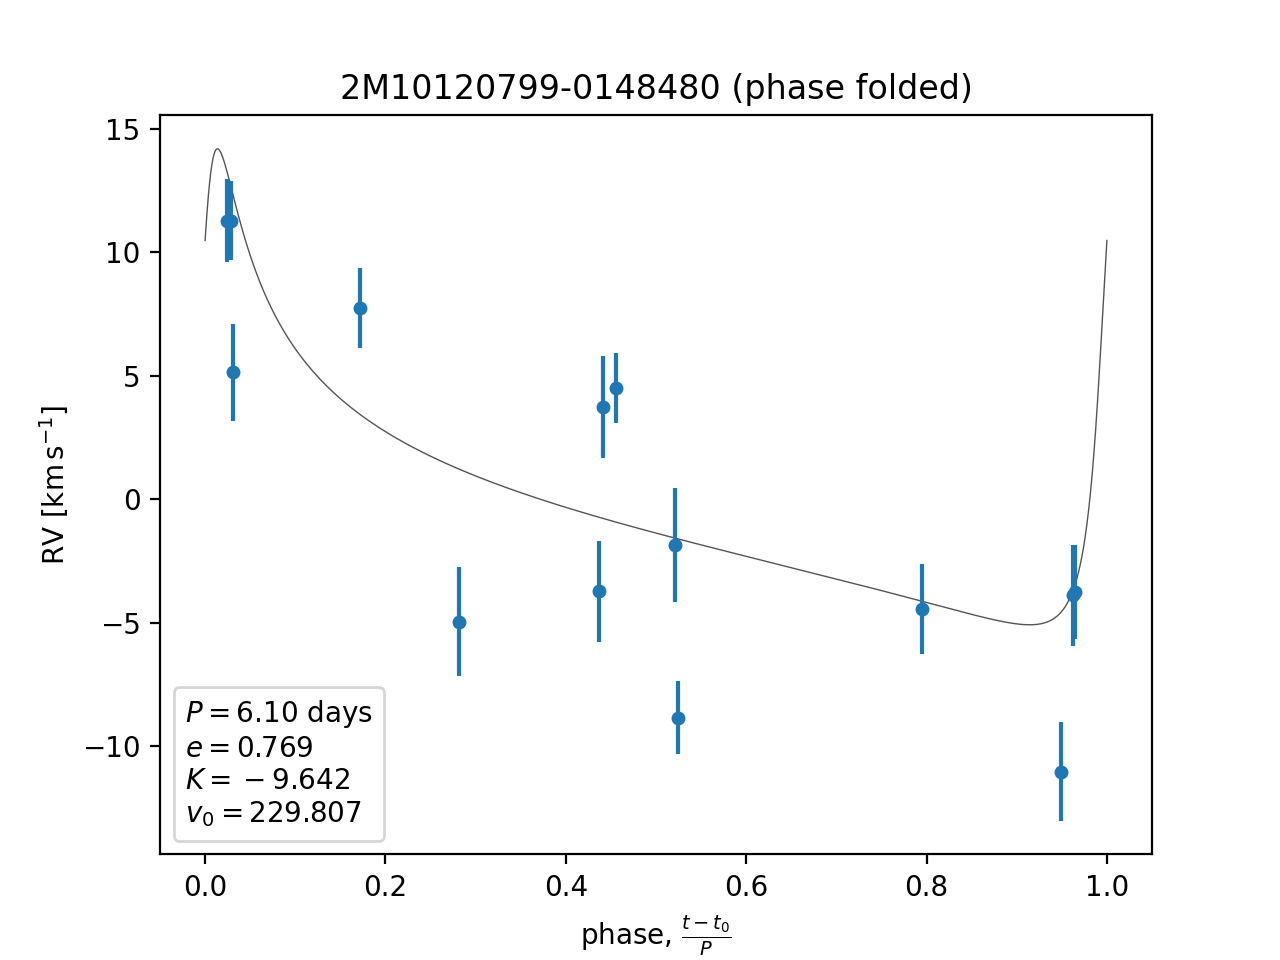 2M10120799-0148480 (phase folded)
15
10
5
0
−5
−10
RV [km s⁻¹]
P = 6.10 days
e = 0.769
K = −9.642
v₀ = 229.807
0.0 0.2 0.4 0.6 0.8 1.0
phase, (t − t₀)/P